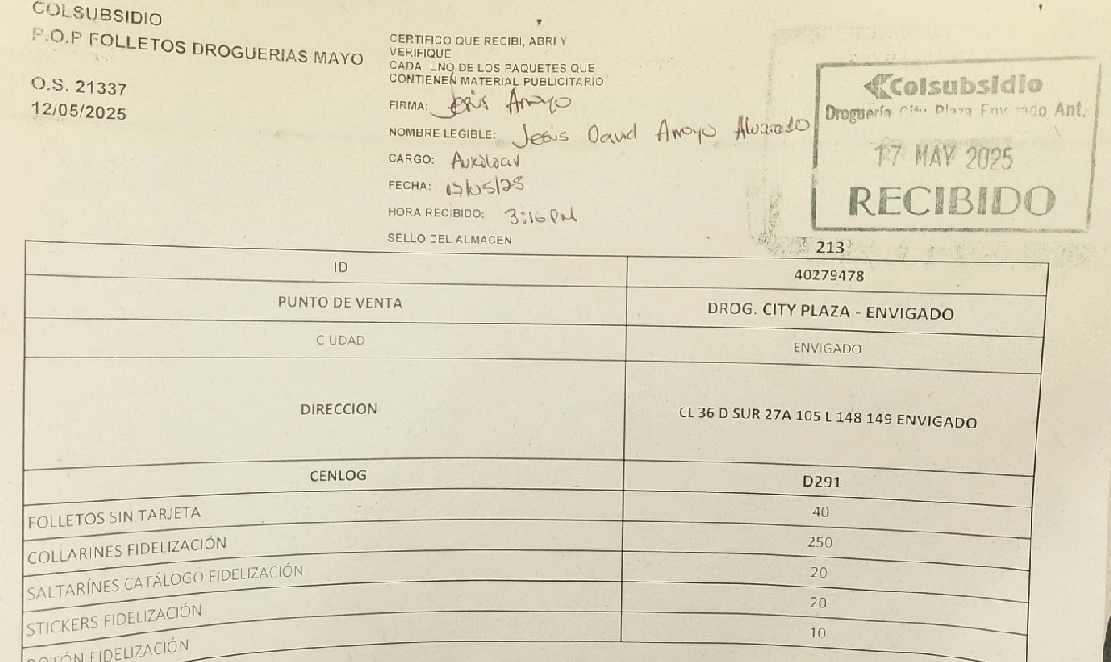 COLSUBSIDIO
P.O.P FOLLETOS DROGUERIAS MAYO
O.S. 21337
12/05/2025
CERTIFICO QUE RECIBI, ABRI Y
VERIFIQUE
CADA UNO DE LOS PAQUETES QUE
CONTIENEN MATERIAL PUBLICITARIO
FIRMA: Jesús Arroyo
NOMBRE LEGIBLE: Jesus David Arroyo Alvarado
CARGO: Auxiliar
FECHA:
HORA RECIBIDO: 3:16 PM
SELLO DEL ALMACEN
Colsubsidio
Droguería City Plaza Envigado Ant.
17 MAY 2025
RECIBIDO
213
ID 40279478
PUNTO DE VENTA DROG. CITY PLAZA - ENVIGADO
CIUDAD ENVIGADO
DIRECCION CL 36 D SUR 27A 105 L 148 149 ENVIGADO
CENLOG D291
FOLLETOS SIN TARJETA 40
COLLARINES FIDELIZACIÓN 250
SALTARÍNES CATÁLOGO FIDELIZACIÓN 20
STICKERS FIDELIZACIÓN 20
BOTÓN FIDELIZACIÓN 10